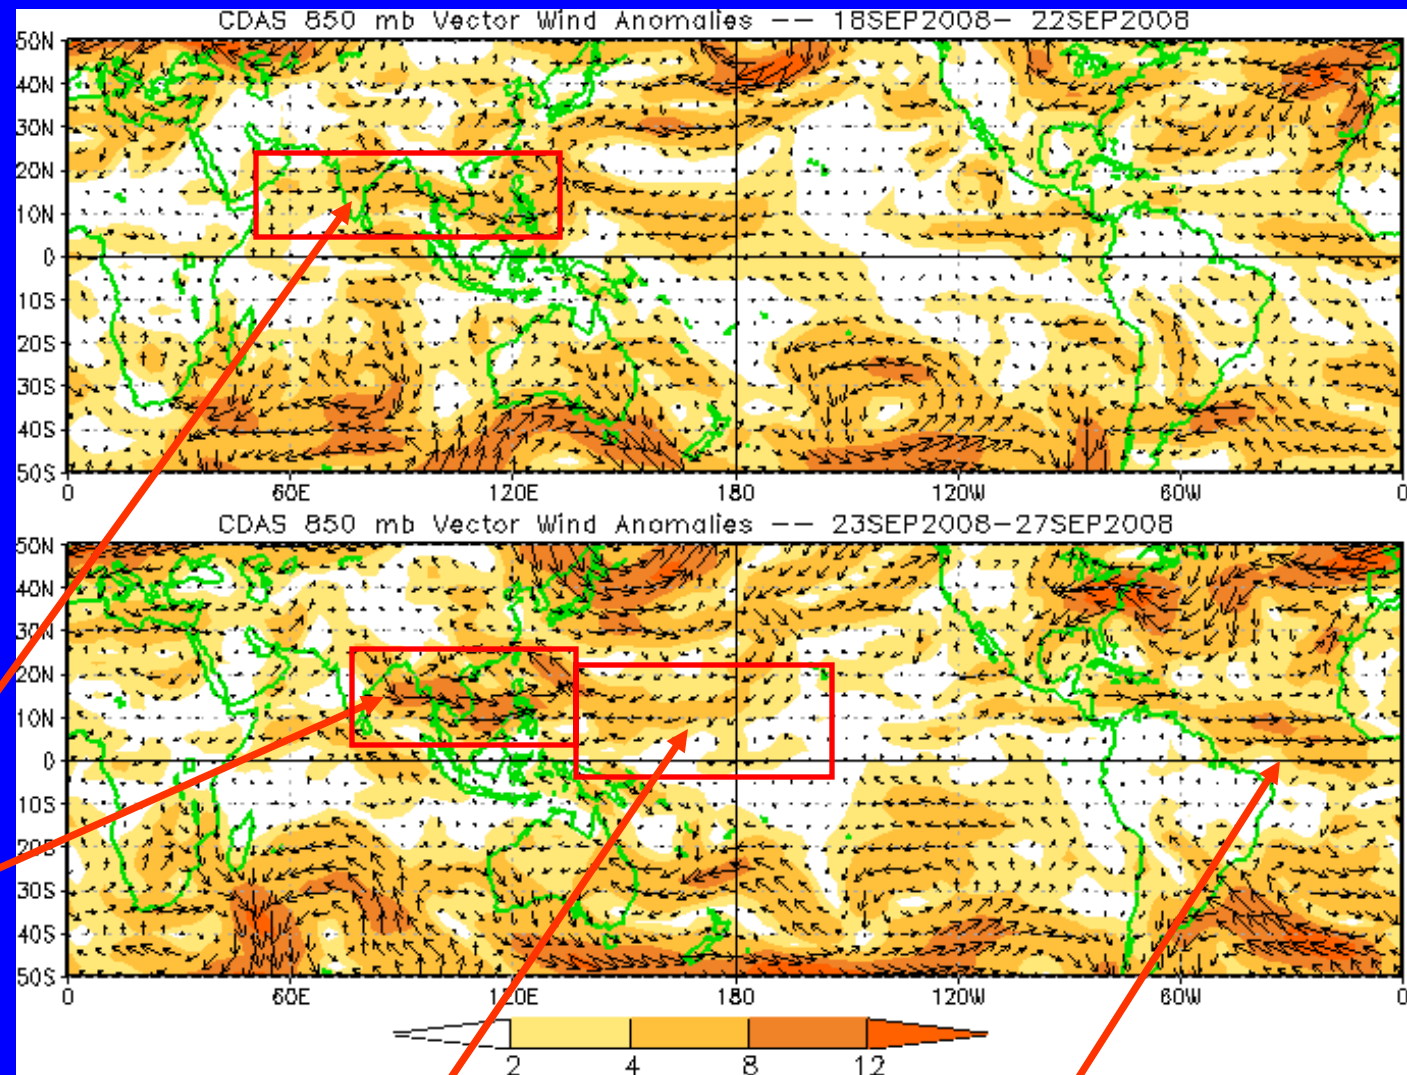 CDAS 850 mb Vector Wind Anomalies -- 18SEP2008- 22SEP2008
50N
40N
30N
20N
10N
0
10S
20S
30S
40S
50S
0 60E 120E 180 120W 60W 0
CDAS 850 mb Vector Wind Anomalies -- 23SEP2008-27SEP2008
50N
40N
30N
20N
10N
0
10S
20S
30S
40S
50S
0 60E 120E 180 120W 60W 0
2 4 8 12